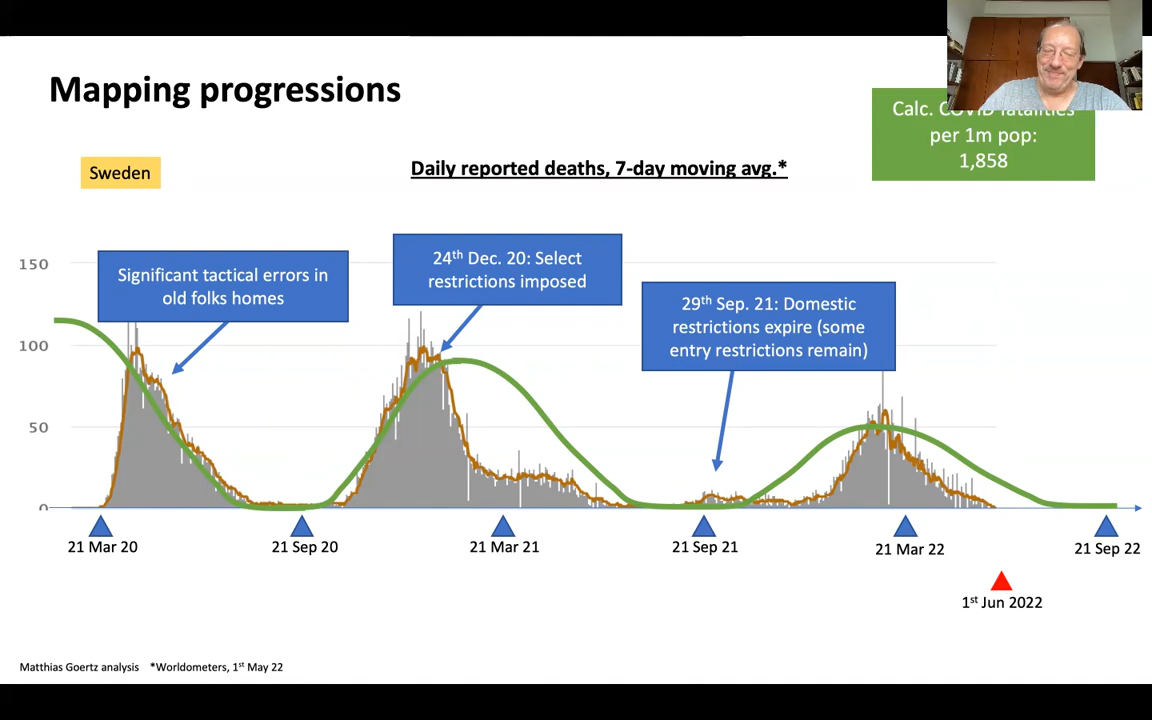 Mapping progressions
Calc. COVID fatalities
per 1m pop:
1,858
Sweden
Daily reported deaths, 7-day moving avg.*
24th Dec. 20: Select
restrictions imposed
Significant tactical errors in
old folks homes
29th Sep. 21: Domestic
restrictions expire (some
entry restrictions remain)
150
100
50
0
21 Mar 20
21 Sep 20
21 Mar 21
21 Sep 21
21 Mar 22
21 Sep 22
1st Jun 2022
Matthias Goertz analysis *Worldometers, 1st May 22